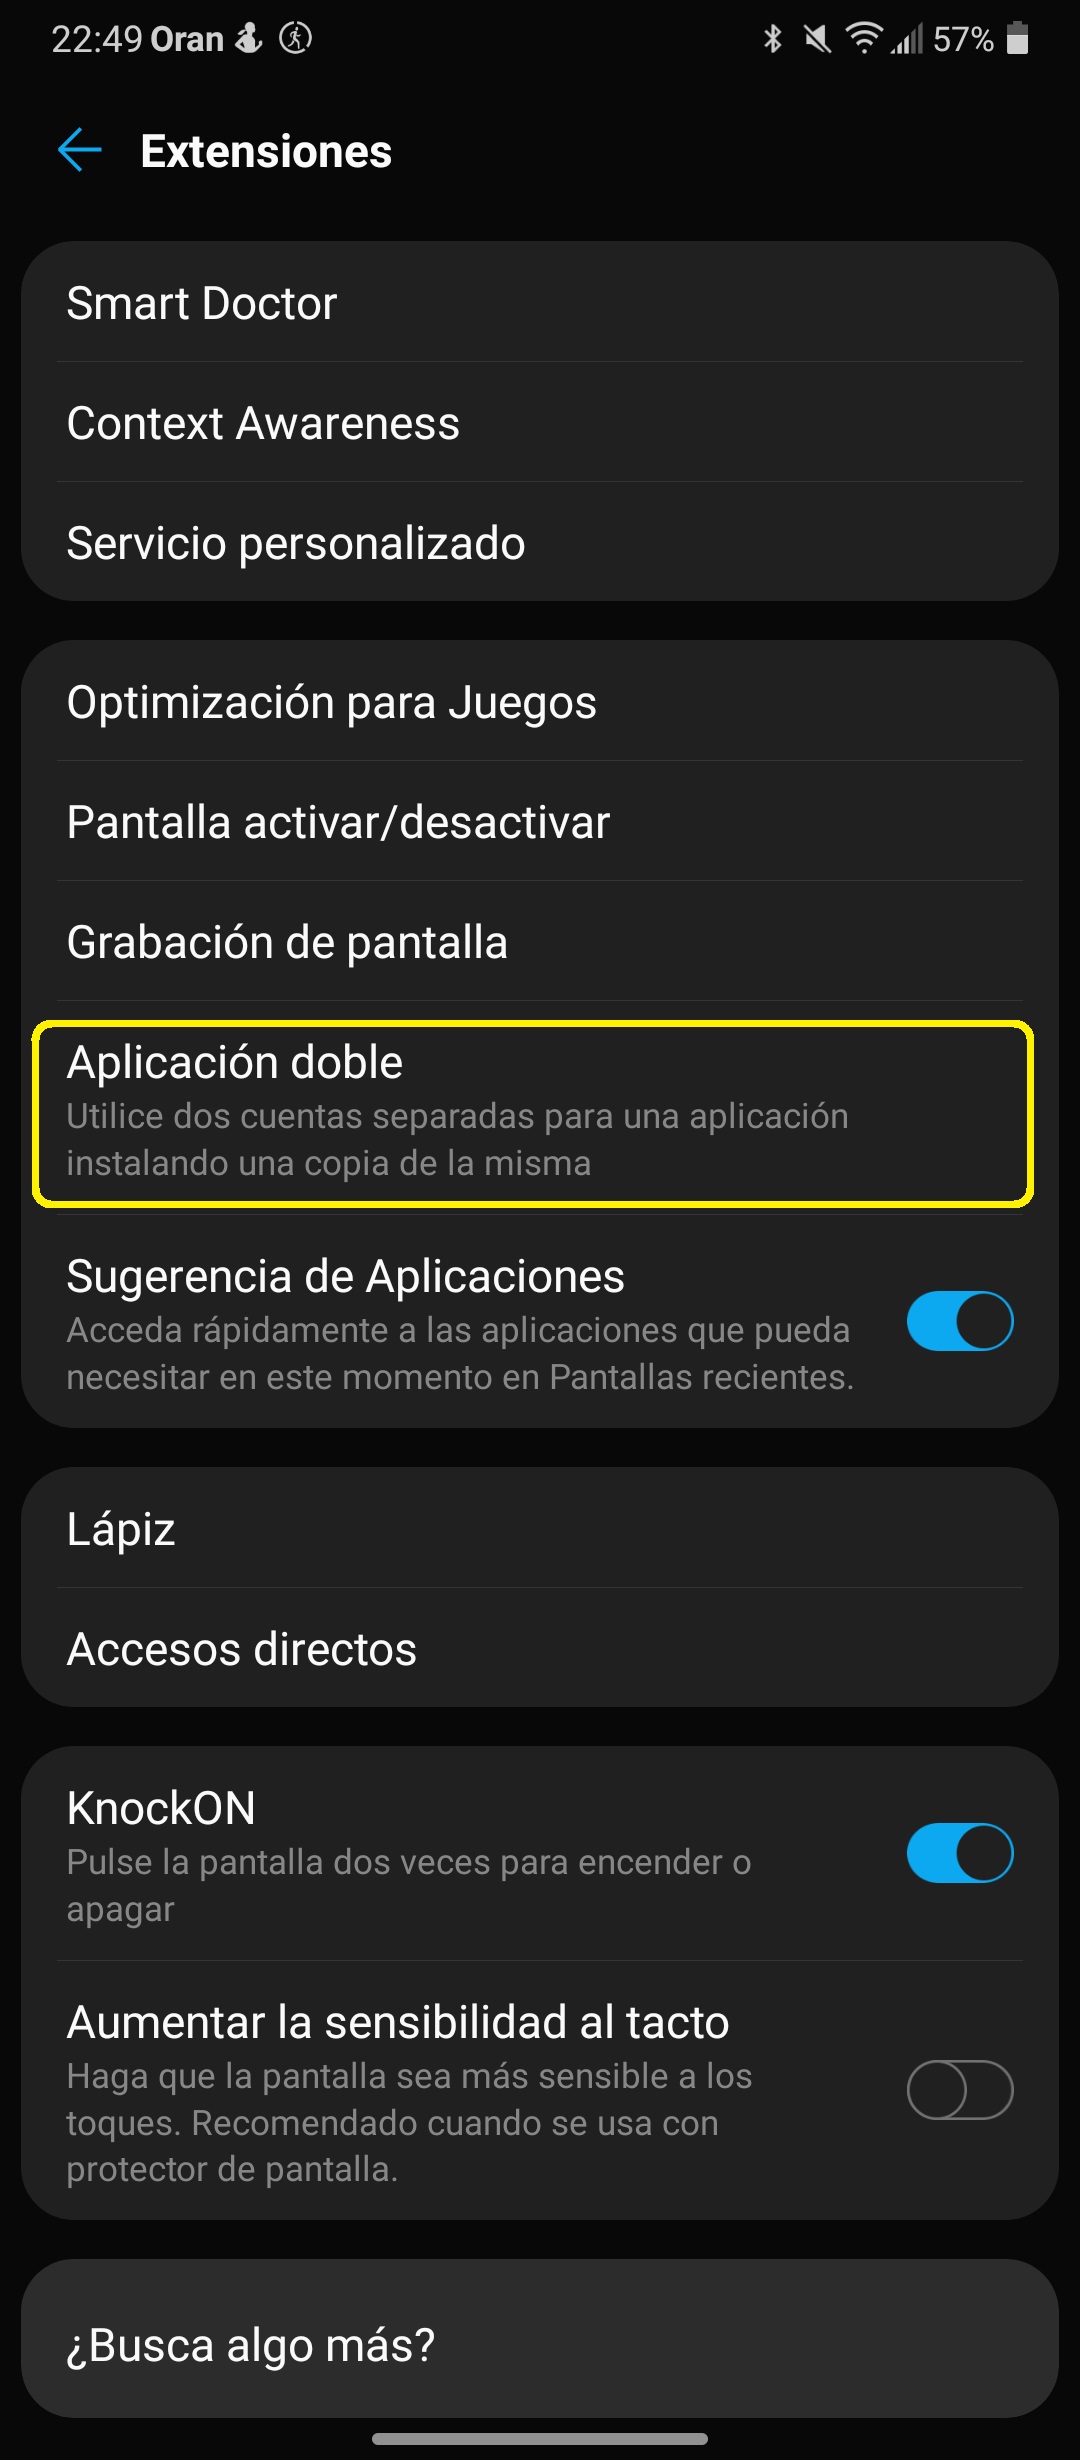 22:49 Oran 57%
Extensiones
Smart Doctor
Context Awareness
Servicio personalizado
Optimización para Juegos
Pantalla activar/desactivar
Grabación de pantalla
Aplicación doble
Utilice dos cuentas separadas para una aplicación
instalando una copia de la misma
Sugerencia de Aplicaciones
Acceda rápidamente a las aplicaciones que pueda
necesitar en este momento en Pantallas recientes.
Lápiz
Accesos directos
KnockON
Pulse la pantalla dos veces para encender o
apagar
Aumentar la sensibilidad al tacto
Haga que la pantalla sea más sensible a los
toques. Recomendado cuando se usa con
protector de pantalla.
¿Busca algo más?